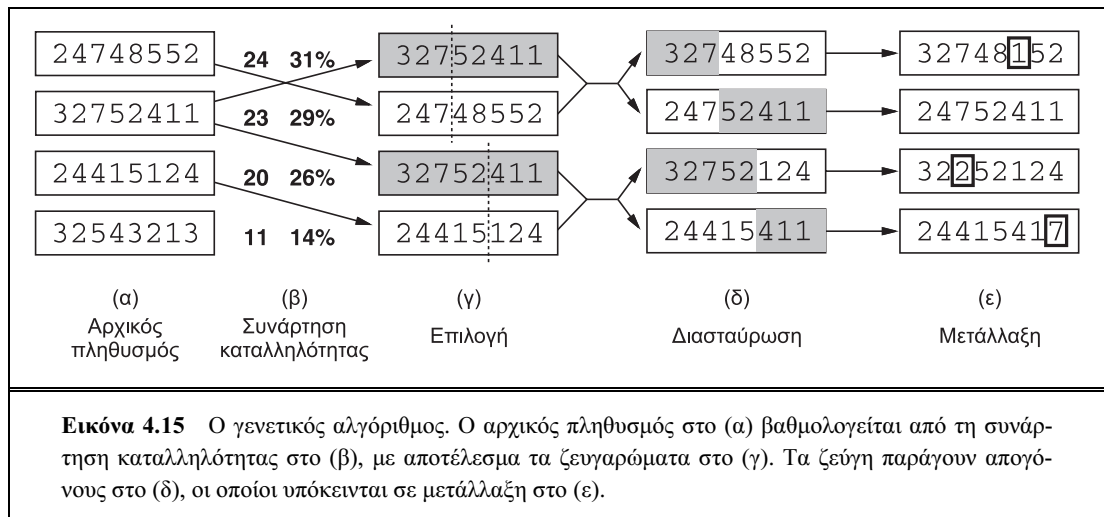 24748552 24 31% 32752411 32748552 32748152
32752411 23 29% 24748552 24752411 24752411
24415124 20 26% 32752411 32752124 32252124
32543213 11 14% 24415124 24415411 24415417
(α) (β) (γ) (δ) (ε)
Αρχικός Συνάρτηση Επιλογή Διασταύρωση Μετάλλαξη
πληθυσμός καταλληλότητας
Εικόνα 4.15 Ο γενετικός αλγόριθμος. Ο αρχικός πληθυσμός στο (α) βαθμολογείται από τη συνάρ-
τηση καταλληλότητας στο (β), με αποτέλεσμα τα ζευγαρώματα στο (γ). Τα ζεύγη παράγουν απογό-
νους στο (δ), οι οποίοι υπόκεινται σε μετάλλαξη στο (ε).